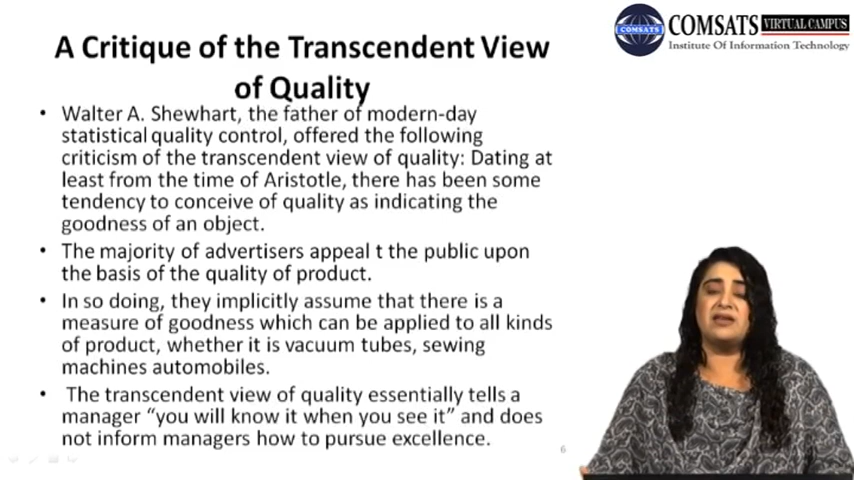 A Critique of the Transcendent View
of Quality
COMSATS VIRTUAL CAMPUS
COMSATS
Institute Of Information Technology
• Walter A. Shewhart, the father of modern-day
statistical quality control, offered the following
criticism of the transcendent view of quality: Dating at
least from the time of Aristotle, there has been some
tendency to conceive of quality as indicating the
goodness of an object.
• The majority of advertisers appeal t the public upon
the basis of the quality of product.
• In so doing, they implicitly assume that there is a
measure of goodness which can be applied to all kinds
of product, whether it is vacuum tubes, sewing
machines automobiles.
• The transcendent view of quality essentially tells a
manager “you will know it when you see it” and does
not inform managers how to pursue excellence.
6